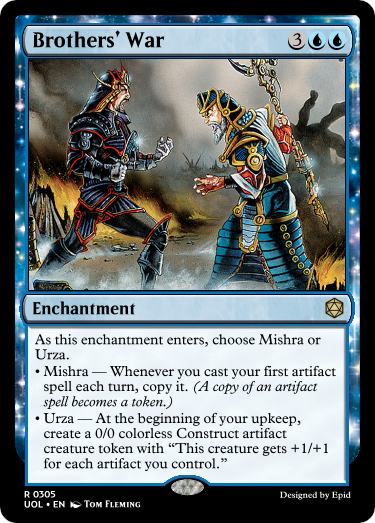 Brothers' War 3
Enchantment
As this enchantment enters, choose Mishra or
Urza.
• Mishra — Whenever you cast your first artifact
spell each turn, copy it. (A copy of an artifact
spell becomes a token.)
• Urza — At the beginning of your upkeep,
create a 0/0 colorless Construct artifact
creature token with “This creature gets +1/+1
for each artifact you control.”
R 0305
UOL • EN Tom Fleming
Designed by Epid